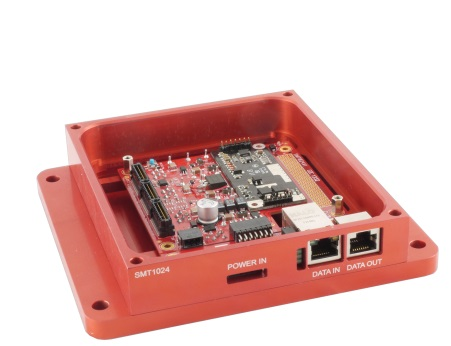 SMT1024
POWER IN
DATA IN
DATA OUT